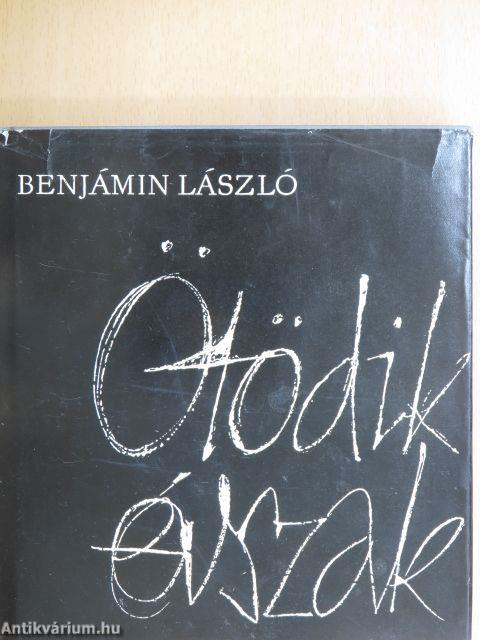 BENJÁMIN LÁSZLÓ
Ötödik
évszak
Antikvárium.hu